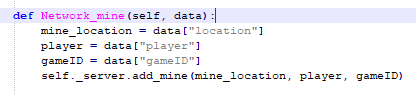 def Network_mine(self, data):
    mine_location = data["location"]
    player = data["player"]
    gameID = data["gameID"]
    self._server.add_mine(mine_location, player, gameID)